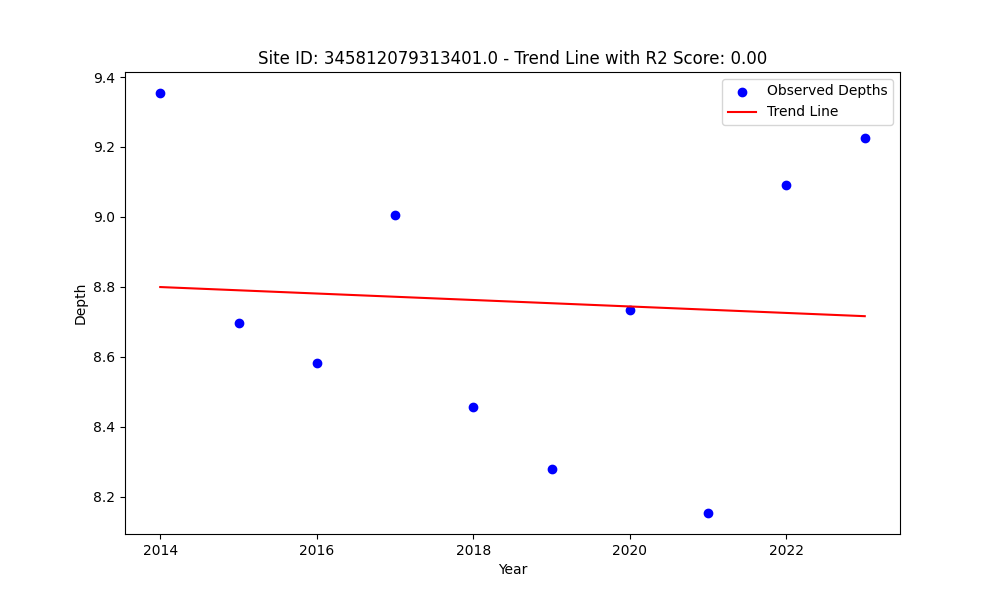 Site ID: 345812079313401.0 - Trend Line with R2 Score: 0.00
Observed Depths
Trend Line
9.4
9.2
9.0
8.8
8.6
8.4
8.2
Depth
2014
2016
2018
2020
2022
Year